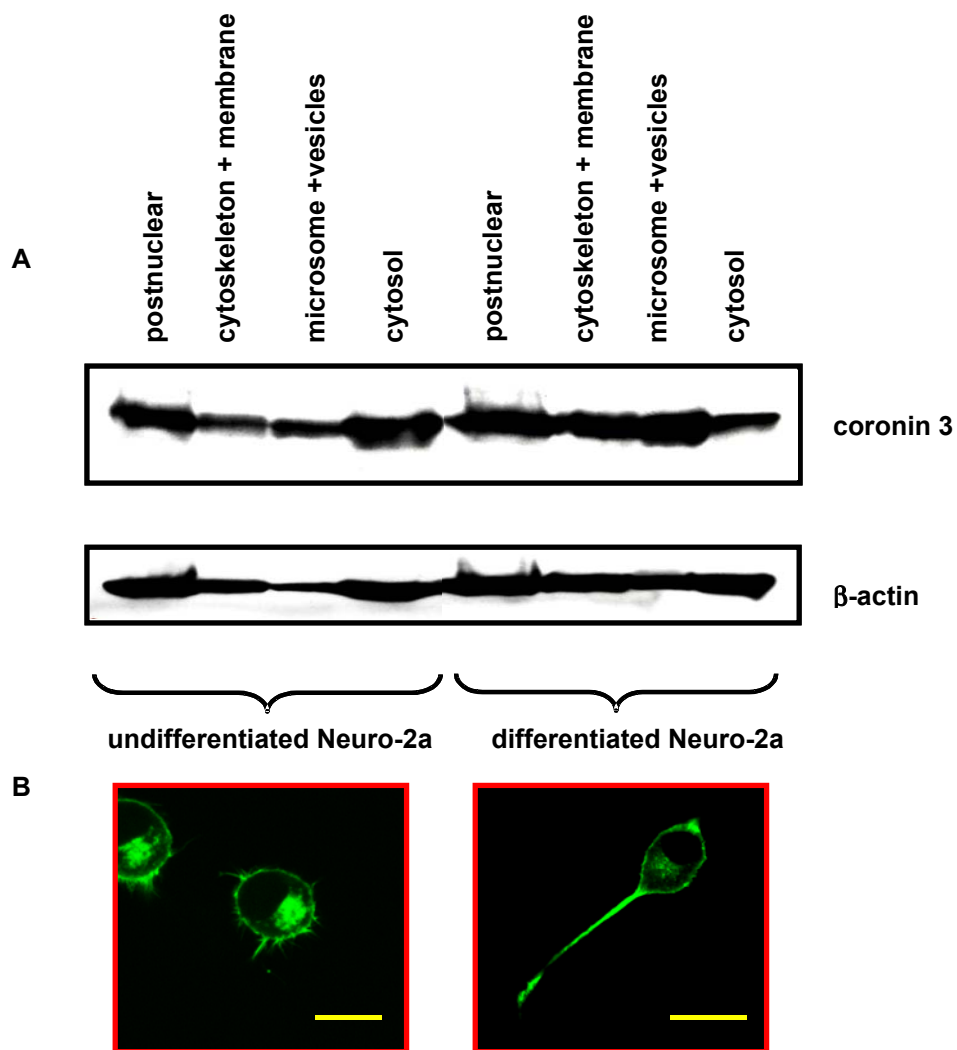 A
postnuclear
cytoskeleton + membrane
microsome +vesicles
cytosol
postnuclear
cytoskeleton + membrane
microsome +vesicles
cytosol
coronin 3
β-actin
undifferentiated Neuro-2a
differentiated Neuro-2a
B